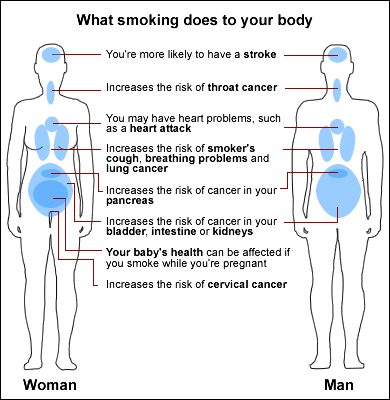 What smoking does to your body
You're more likely to have a stroke
Increases the risk of throat cancer
You may have heart problems, such
as a heart attack
Increases the risk of smoker's
cough, breathing problems and
lung cancer
Increases the risk of cancer in your
pancreas
Increases the risk of cancer in your
bladder, intestine or kidneys
Your baby's health can be affected if
you smoke while you're pregnant
Increases the risk of cervical cancer
Woman
Man